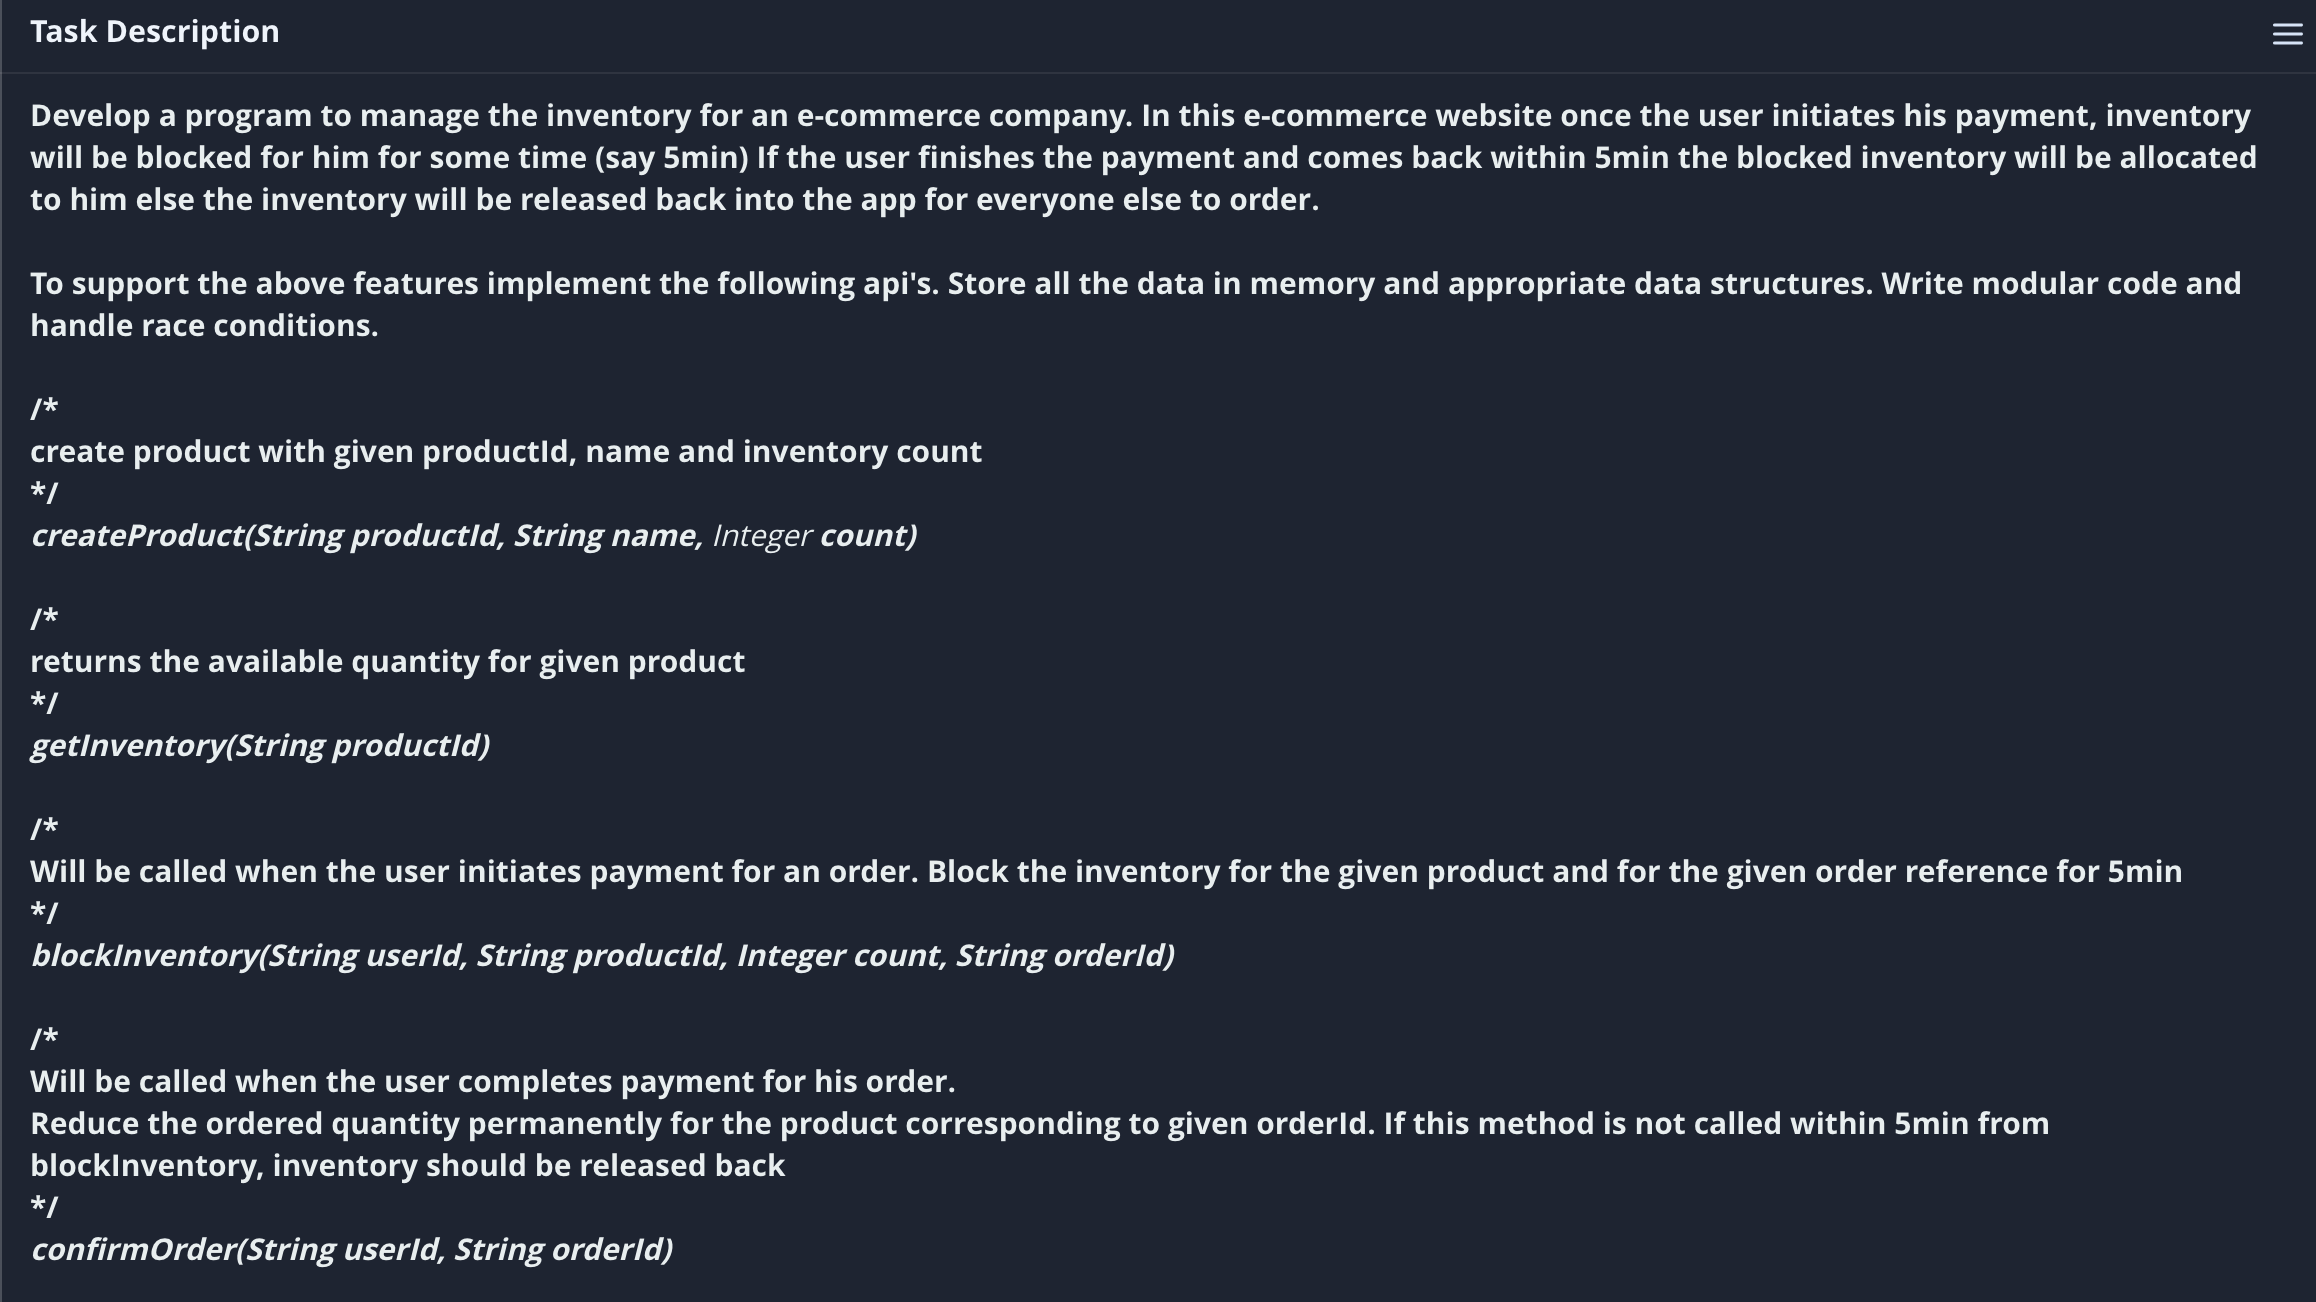 Task Description
Develop a program to manage the inventory for an e-commerce company. In this e-commerce website once the user initiates his payment, inventory
will be blocked for him for some time (say 5min) If the user finishes the payment and comes back within 5min the blocked inventory will be allocated
to him else the inventory will be released back into the app for everyone else to order.
To support the above features implement the following api's. Store all the data in memory and appropriate data structures. Write modular code and
handle race conditions.
/*
create product with given productId, name and inventory count
*/
createProduct(String productId, String name, Integer count)
/*
returns the available quantity for given product
*/
getInventory(String productId)
/*
Will be called when the user initiates payment for an order. Block the inventory for the given product and for the given order reference for 5min
*/
blockInventory(String userId, String productId, Integer count, String orderId)
/*
Will be called when the user completes payment for his order.
Reduce the ordered quantity permanently for the product corresponding to given orderId. If this method is not called within 5min from
blockInventory, inventory should be released back
*/
confirmOrder(String userId, String orderId)